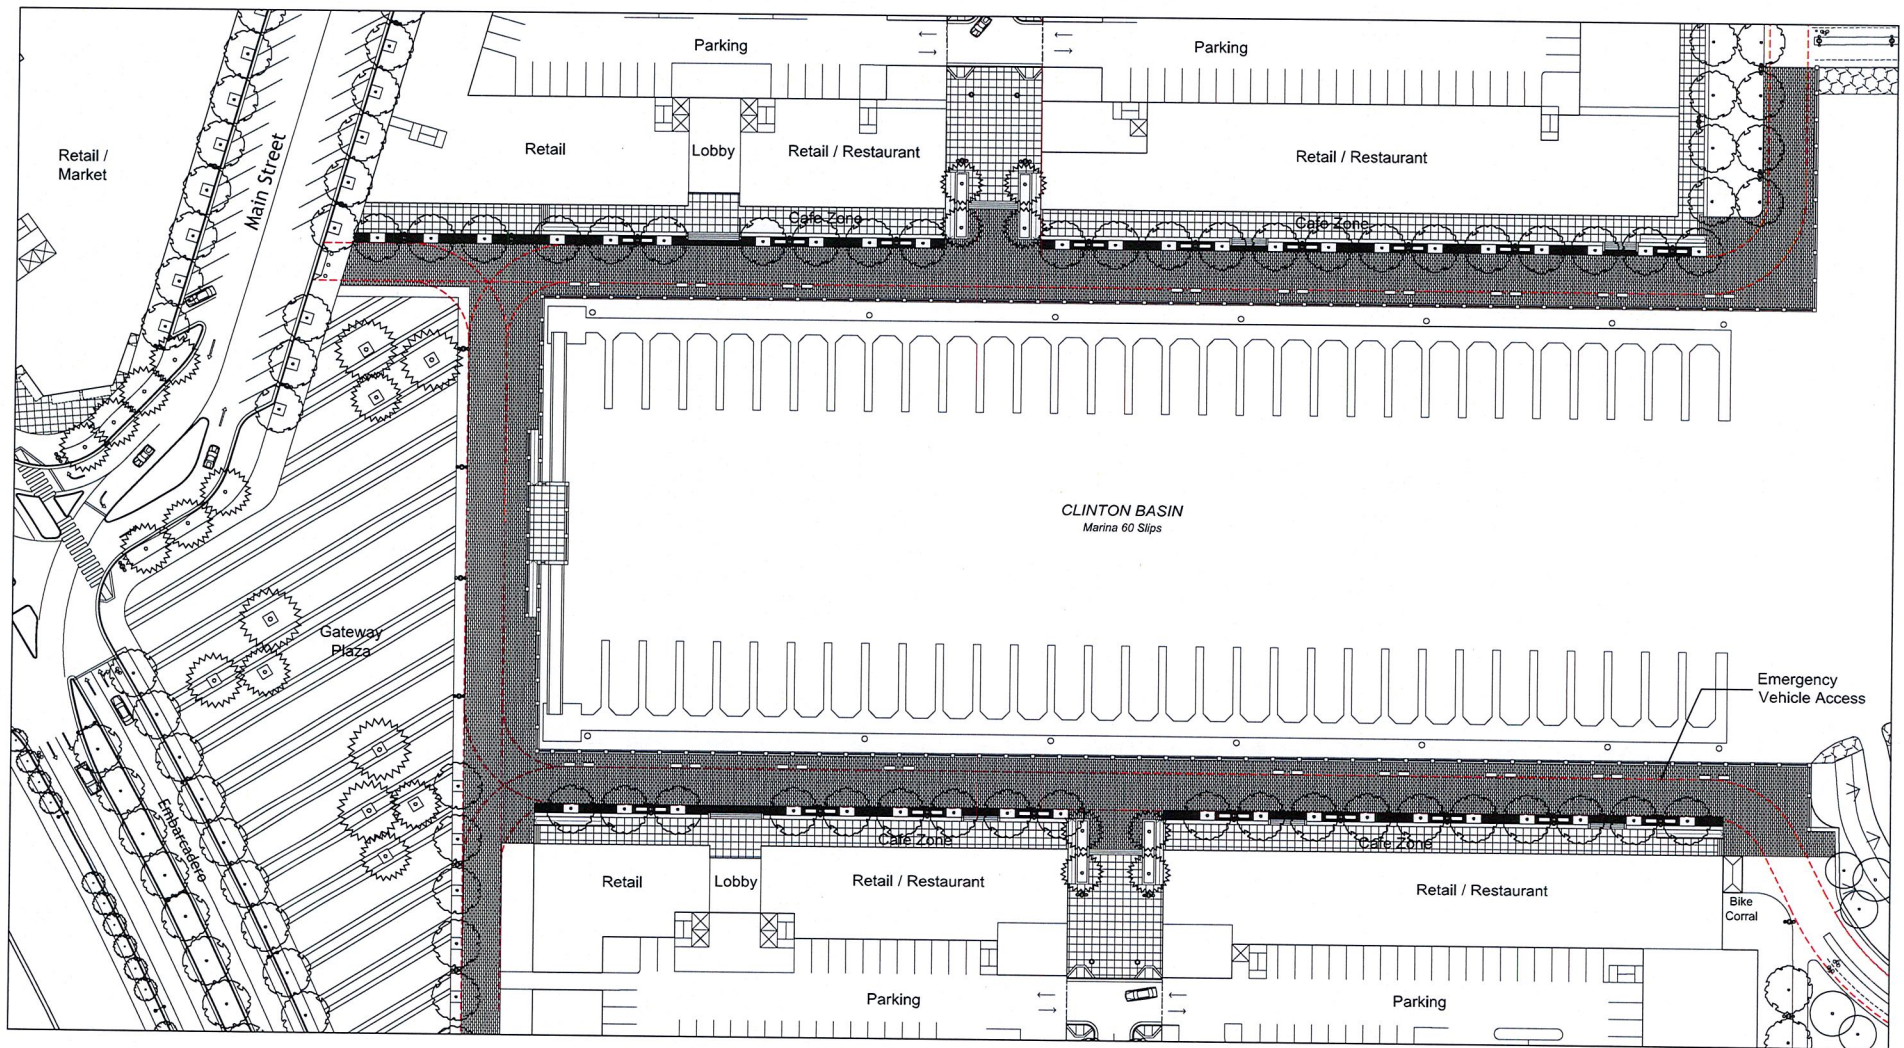 Parking
Parking
Retail /
Market
Main Street
Retail
Lobby
Retail / Restaurant
Retail / Restaurant
Cafe Zone
Cafe Zone
CLINTON BASIN
Marina 60 Slips
Gateway
Plaza
Emergency
Vehicle Access
Embarcadero
Cafe Zone
Cafe Zone
Retail
Lobby
Retail / Restaurant
Retail / Restaurant
Bike
Corral
Parking
Parking